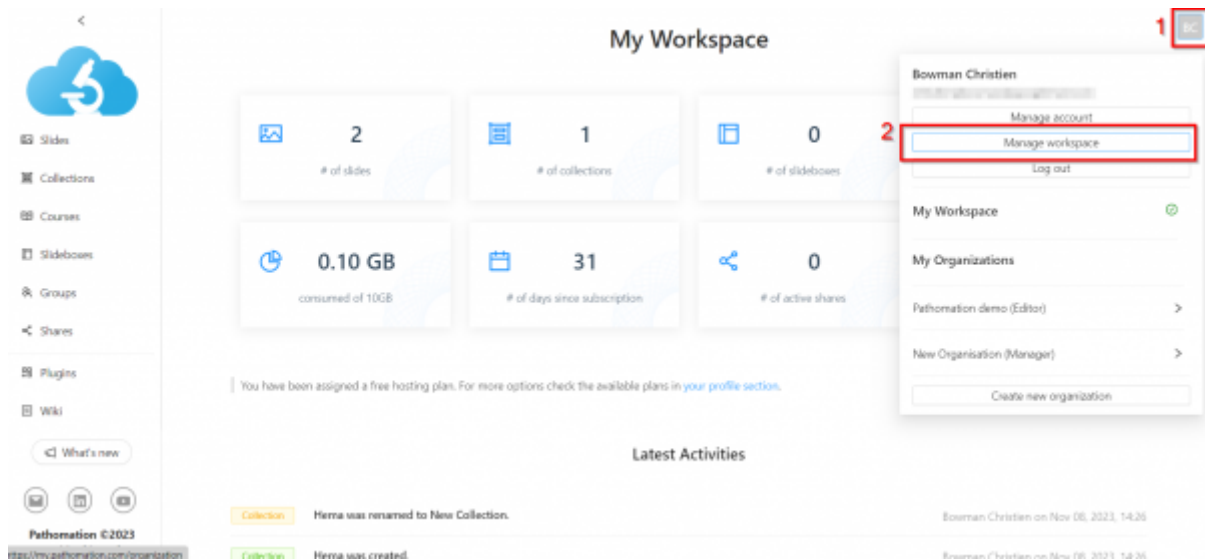 My Workspace
1
BC
Slides
Collections
Courses
Slideboxes
Groups
Shares
Plugins
Wiki
What's new
Pathomation ©2023
https://my.pathomation.com/organization
2
# of slides
1
# of collections
0
# of slideboxes
0.10 GB
consumed of 10GB
31
# of days since subscription
0
# of active shares
You have been assigned a free hosting plan. For more options check the available plans in your profile section.
Latest Activities
Collection Hema was renamed to New Collection. Bowman Christien on Nov 08, 2023, 14:26
Collection Hema was created. Bowman Christien on Nov 08, 2023, 14:26
Bowman Christien
Manage account
2
Manage workspace
Log out
My Workspace
My Organizations
Pathomation demo (Editor)
New Organisation (Manager)
Create new organization